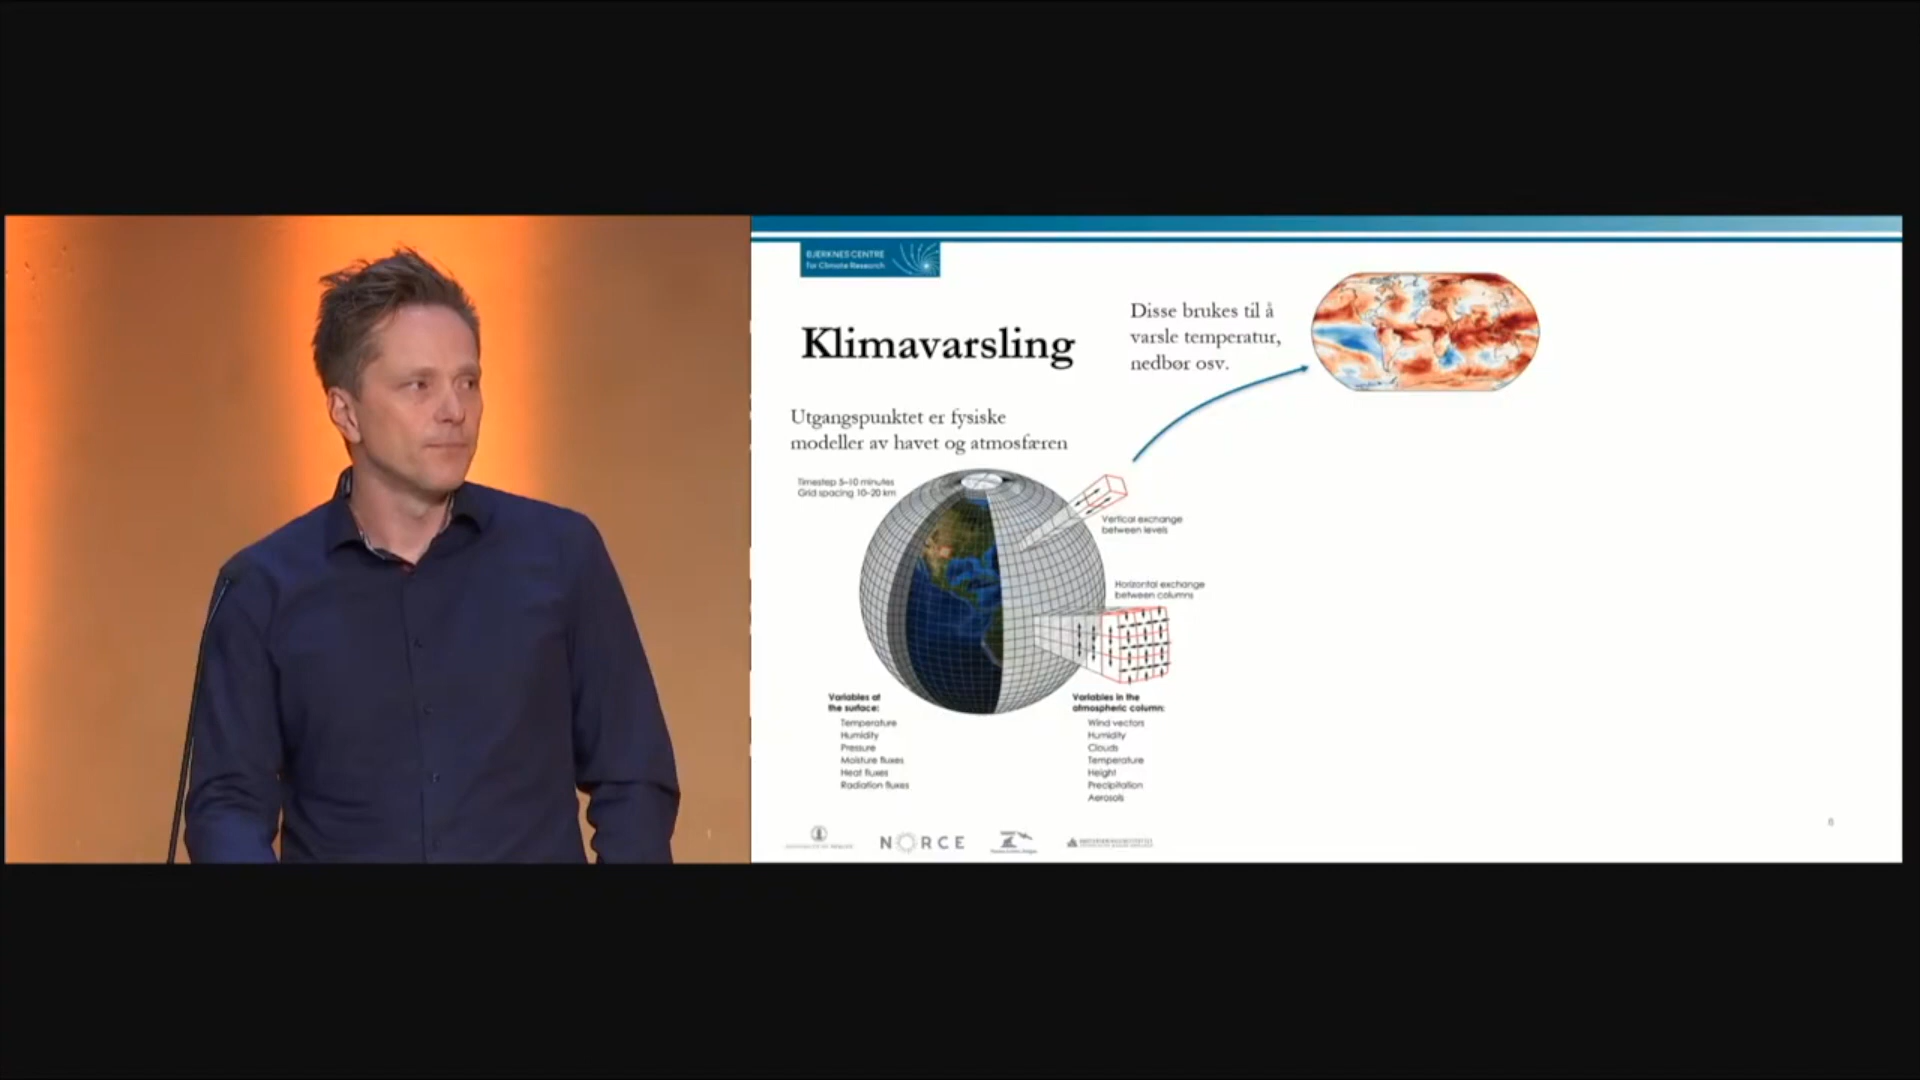 BJERKNES CENTRE
For Climate Research
Klimavarsling
Disse brukes til å
varsle temperatur,
nedbør osv.
Utgangspunktet er fysiske
modeller av havet og atmosfæren
Timestep 5–10 minutes
Grid spacing 10–20 km
Vertical exchange
between levels
Horizontal exchange
between columns
Variables at
the surface:
Temperature
Humidity
Pressure
Moisture fluxes
Heat fluxes
Radiation fluxes
Variables in the
atmospheric column:
Wind vectors
Humidity
Clouds
Temperature
Height
Precipitation
Aerosols
NORCE